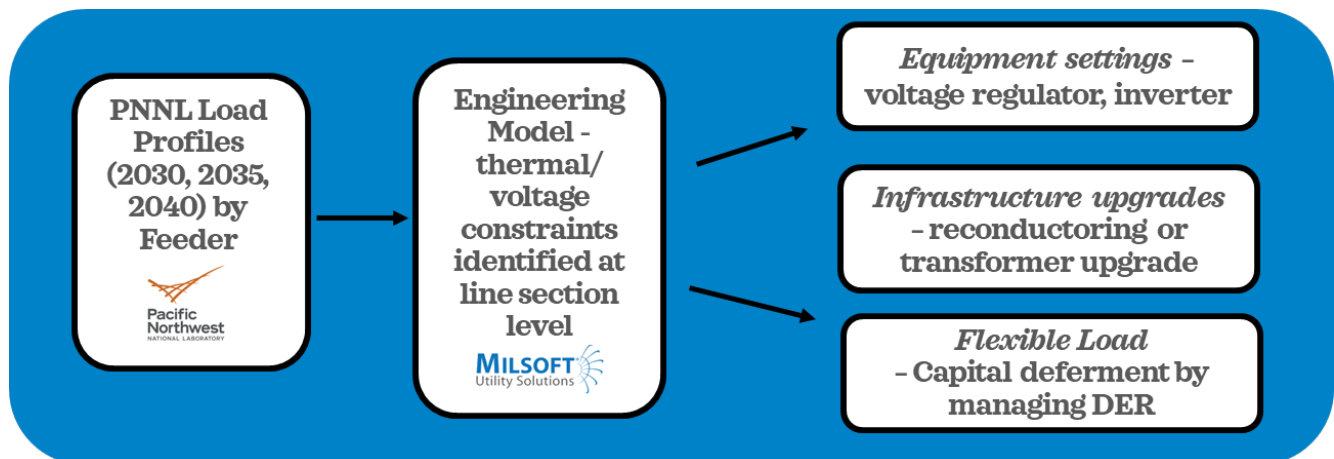 PNNL Load
Profiles
(2030, 2035,
2040) by
Feeder
Pacific
Northwest
NATIONAL LABORATORY
Engineering
Model -
thermal/
voltage
constraints
identified at
line section
level
MILSOFT
Utility Solutions
Equipment settings –
voltage regulator, inverter
Infrastructure upgrades
– reconductoring or
transformer upgrade
Flexible Load
– Capital deferment by
managing DER